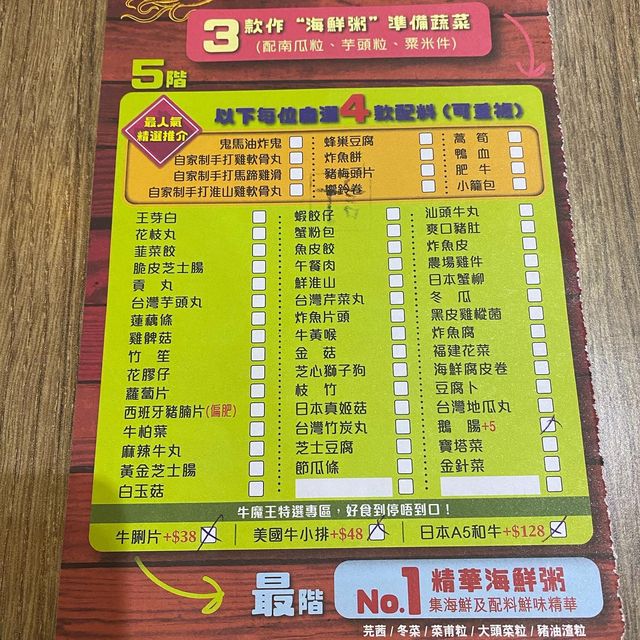 3 款作 "海鮮粥" 準備蔬菜
(配南瓜粒、芋頭粒、粟米件)
5階
最人氣
精選推介
以下每位自選4款配料 (可重複)
鬼馬油炸鬼 蜂巢豆腐 萵筍
自家制手打雞軟骨丸 炸魚餅 鴨血
自家制手打馬蹄雞滑 豬梅頭片 肥牛
自家制手打淮山雞軟骨丸 響鈴卷 小籠包
王芽白 蝦餃仔 汕頭牛丸
花枝丸 蟹粉包 爽口豬肚
韮菜餃 魚皮餃 炸魚皮
脆皮芝士腸 午餐肉 農場雞件
貢丸 鮮淮山 日本蟹柳
台灣芋頭丸 台灣芹菜丸 冬瓜
蓮藕條 炸魚片頭 黑皮雞樅菌
雞髀菇 牛黃喉 炸魚腐
竹笙 金菇 福建花菜
花膠仔 芝心獅子狗 海鮮腐皮卷
蘿蔔片 枝竹 豆腐卜
西班牙豬腩片(偏肥) 日本真姬菇 台灣地瓜丸
牛柏葉 台灣竹炭丸 鵝腸+5
麻辣牛丸 芝士豆腐 寶塔菜
黃金芝士腸 節瓜條 金針菜
白玉菇
牛魔王特選專區，好食到停唔到口！
牛脷片+$38 美國牛小排+$48 日本A5和牛+$128
最階
No.1 精華海鮮粥
集海鮮及配料鮮味精華
芫茜 / 冬菜 / 菜甫粒 / 大頭菜粒 / 豬油渣粒